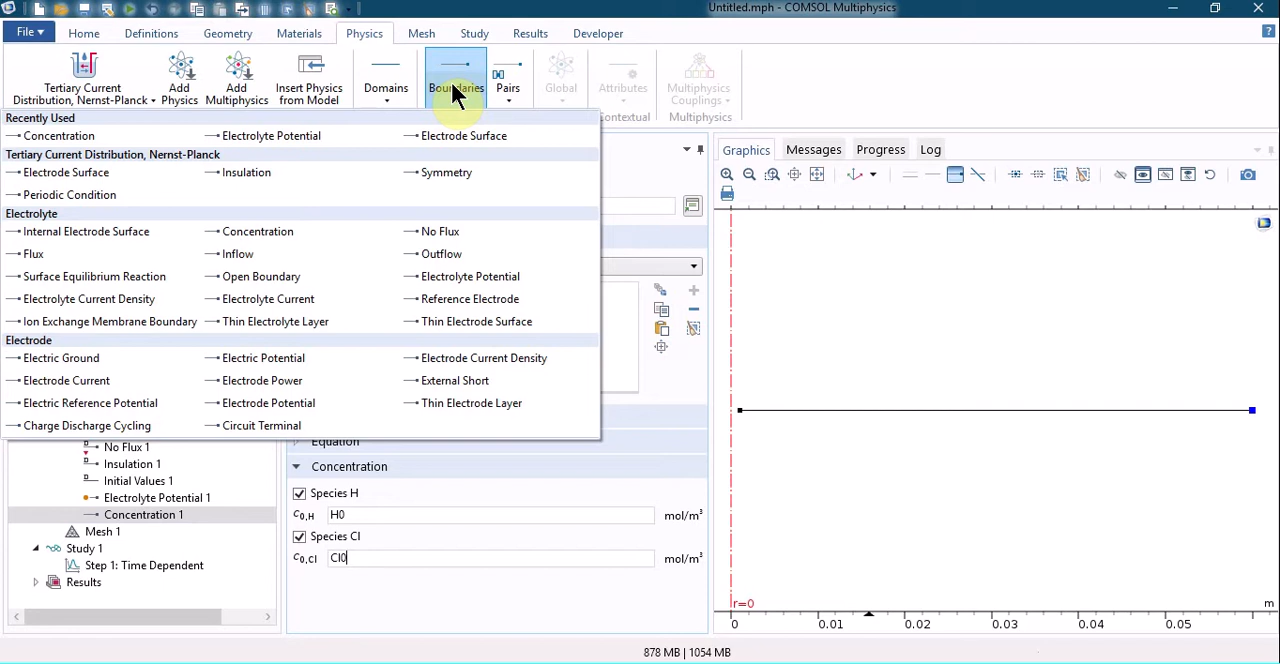 Untitled.mph - COMSOL Multiphysics
File
Home
Definitions
Geometry
Materials
Physics
Mesh
Study
Results
Developer
Tertiary Current
Distribution, Nernst-Planck
Add
Physics
Add
Multiphysics
Insert Physics
from Model
Domains
Boundaries
Pairs
Global
Attributes
Multiphysics
Couplings
Contextual
Multiphysics
Recently Used
Concentration
Electrolyte Potential
Electrode Surface
Tertiary Current Distribution, Nernst-Planck
Electrode Surface
Insulation
Symmetry
Periodic Condition
Electrolyte
Internal Electrode Surface
Concentration
No Flux
Flux
Inflow
Outflow
Surface Equilibrium Reaction
Open Boundary
Electrolyte Potential
Electrolyte Current Density
Electrolyte Current
Reference Electrode
Ion Exchange Membrane Boundary
Thin Electrolyte Layer
Thin Electrode Surface
Electrode
Electric Ground
Electric Potential
Electrode Current Density
Electrode Current
Electrode Power
External Short
Electric Reference Potential
Electrode Potential
Thin Electrode Layer
Charge Discharge Cycling
Circuit Terminal
No Flux 1
Insulation 1
Initial Values 1
Electrolyte Potential 1
Concentration 1
Mesh 1
Study 1
Step 1: Time Dependent
Results
Equation
Concentration
Species H
c0,H H0 mol/m³
Species Cl
c0,Cl Cl0 mol/m³
Graphics
Messages
Progress
Log
r=0
m
0 0.01 0.02 0.03 0.04 0.05
878 MB | 1054 MB